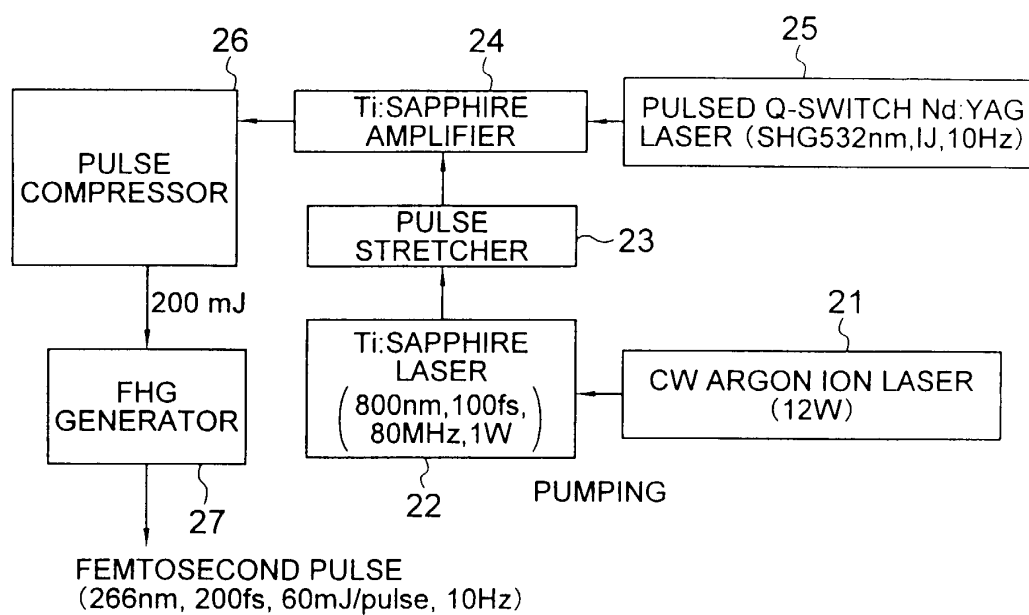 26
24
25
Ti:SAPPHIRE
AMPLIFIER
PULSED Q-SWITCH Nd:YAG
LASER (SHG532nm,IJ,10Hz)
PULSE
COMPRESSOR
PULSE
STRETCHER
23
200 mJ
21
Ti:SAPPHIRE
LASER
(800nm,100fs,
80MHz,1W)
CW ARGON ION LASER
(12W)
FHG
GENERATOR
22
PUMPING
27
FEMTOSECOND PULSE
(266nm, 200fs, 60mJ/pulse, 10Hz)